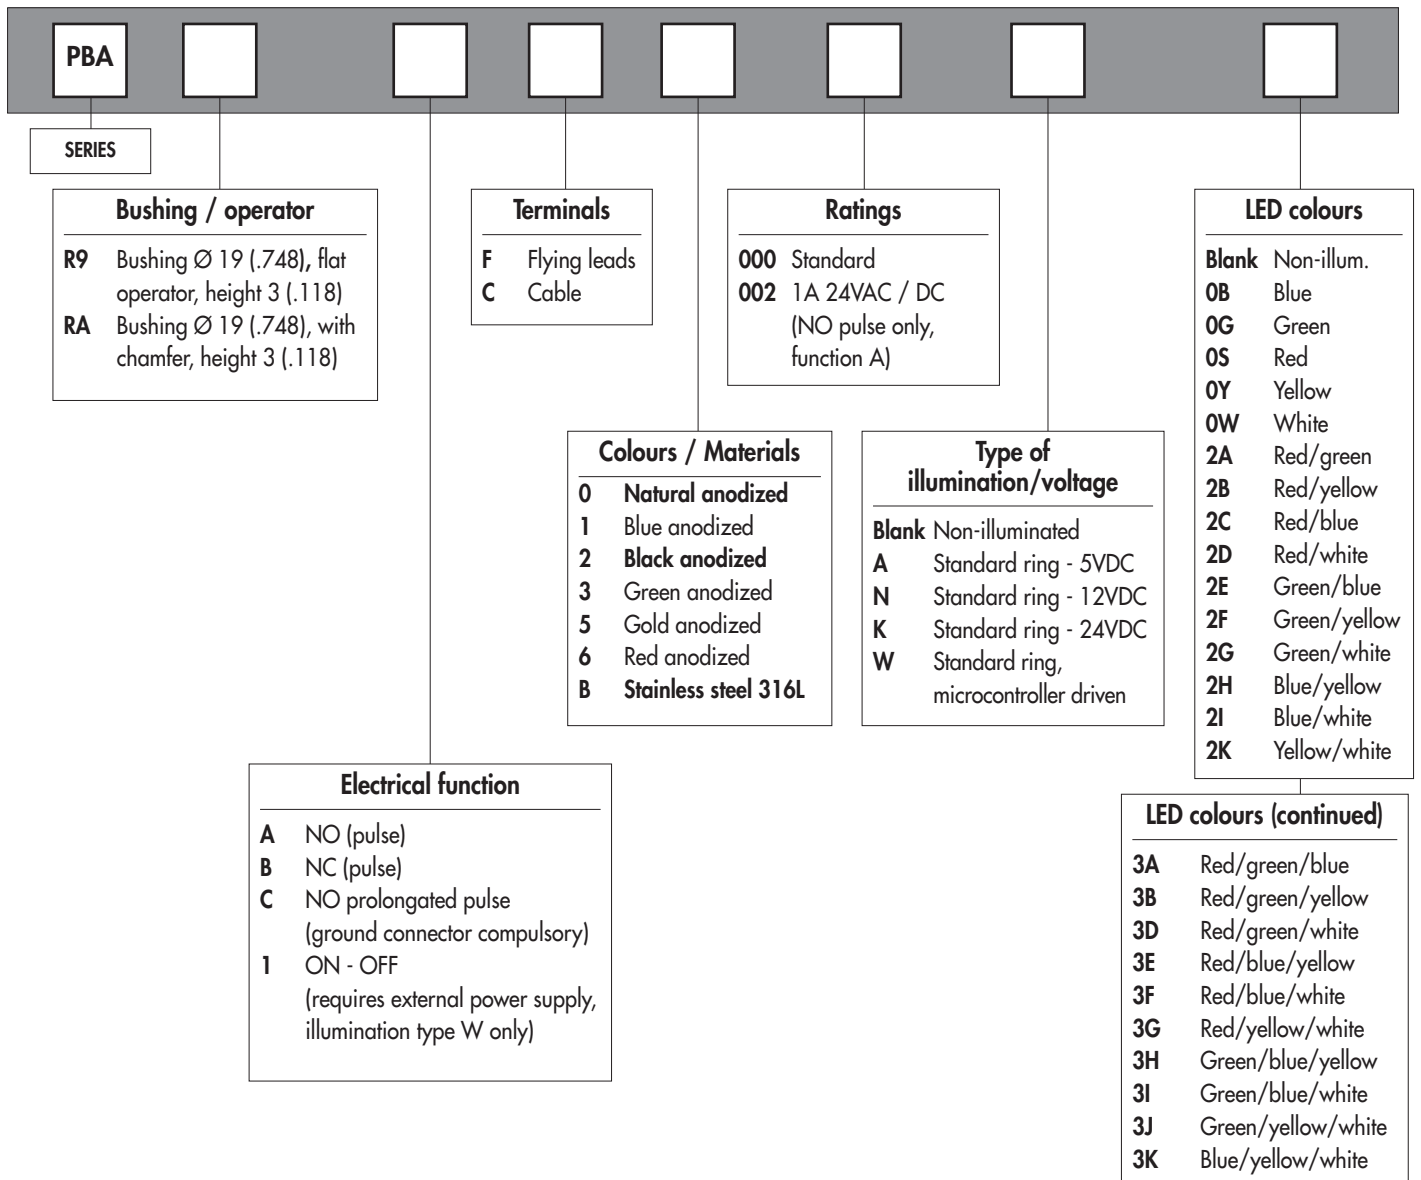 PBA
SERIES
Bushing / operator
R9 Bushing Ø 19 (.748), flat
operator, height 3 (.118)
RA Bushing Ø 19 (.748), with
chamfer, height 3 (.118)
Terminals
F Flying leads
C Cable
Ratings
000 Standard
002 1A 24VAC / DC
(NO pulse only,
function A)
LED colours
Blank Non-illum.
0B Blue
0G Green
0S Red
0Y Yellow
0W White
2A Red/green
2B Red/yellow
2C Red/blue
2D Red/white
2E Green/blue
2F Green/yellow
2G Green/white
2H Blue/yellow
2I Blue/white
2K Yellow/white
Colours / Materials
0 Natural anodized
1 Blue anodized
2 Black anodized
3 Green anodized
5 Gold anodized
6 Red anodized
B Stainless steel 316L
Type of
illumination/voltage
Blank Non-illuminated
A Standard ring - 5VDC
N Standard ring - 12VDC
K Standard ring - 24VDC
W Standard ring,
microcontroller driven
Electrical function
A NO (pulse)
B NC (pulse)
C NO prolongated pulse
(ground connector compulsory)
1 ON - OFF
(requires external power supply,
illumination type W only)
LED colours (continued)
3A Red/green/blue
3B Red/green/yellow
3D Red/green/white
3E Red/blue/yellow
3F Red/blue/white
3G Red/yellow/white
3H Green/blue/yellow
3I Green/blue/white
3J Green/yellow/white
3K Blue/yellow/white